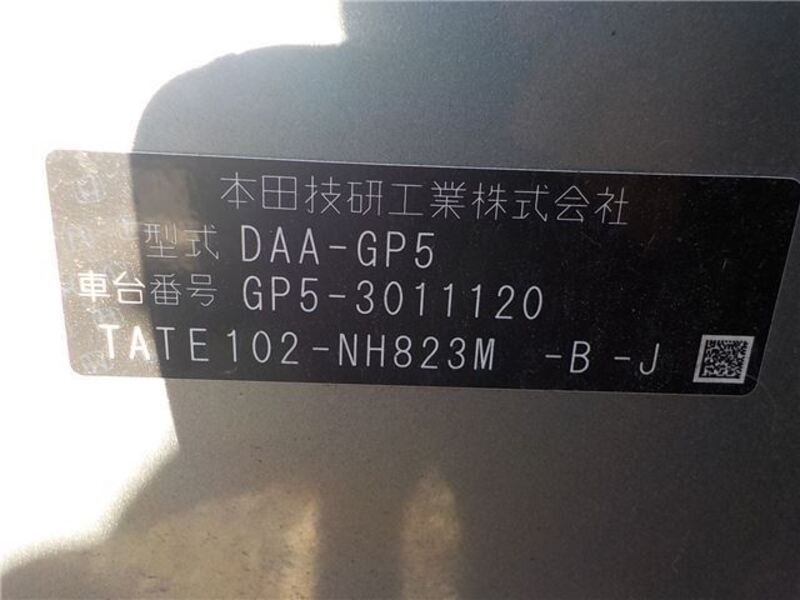 本田技研工業株式会社
型式 DAA-GP5
車台番号 GP5-3011120
TATE102-NH823M -B -J